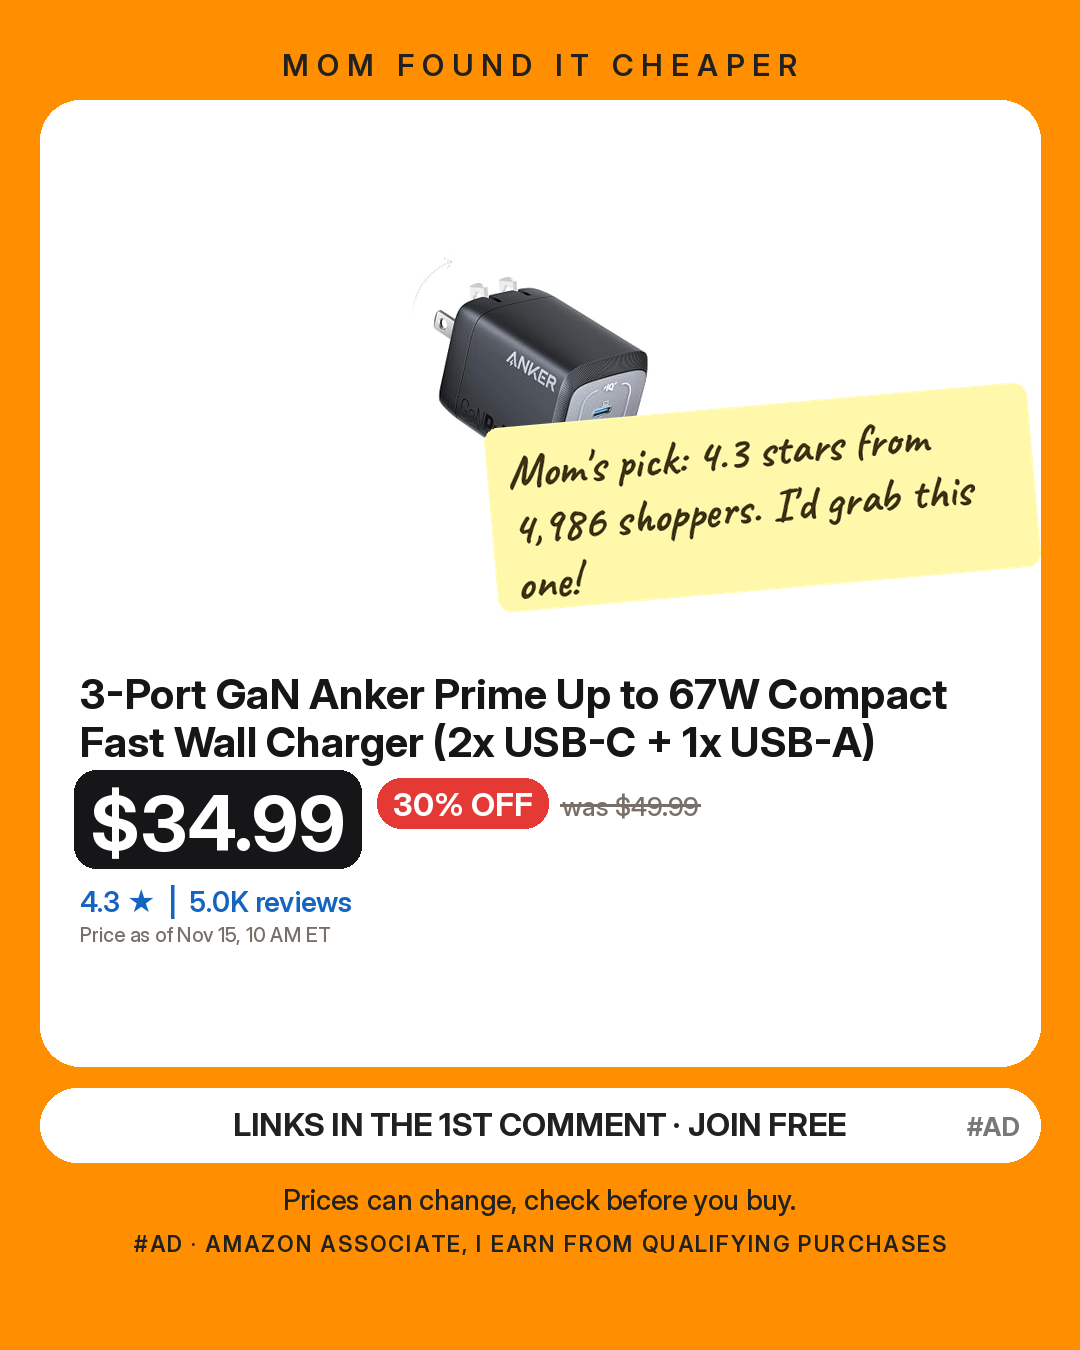 MOM FOUND IT CHEAPER
ANKER
Mom's pick: 4.3 stars from
4,986 shoppers. I'd grab this
one!
3-Port GaN Anker Prime Up to 67W Compact
Fast Wall Charger (2x USB-C + 1x USB-A)
$34.99
30% OFF
was $49.99
4.3 ★ | 5.0K reviews
Price as of Nov 15, 10 AM ET
LINKS IN THE 1ST COMMENT · JOIN FREE
#AD
Prices can change, check before you buy.
#AD · AMAZON ASSOCIATE, I EARN FROM QUALIFYING PURCHASES